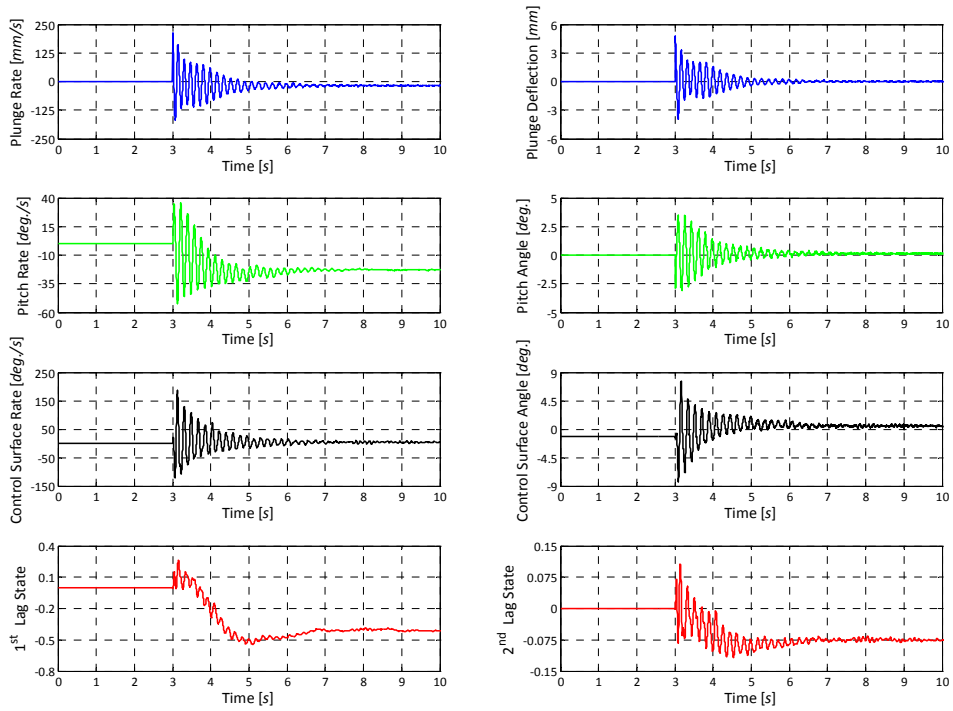 Plunge Rate [mm/s]
250
125
0
-125
-250
0 1 2 3 4 5 6 7 8 9 10
Time [s]
Plunge Deflection [mm]
6
3
0
-3
-6
0 1 2 3 4 5 6 7 8 9 10
Time [s]
Pitch Rate [deg./s]
40
15
-10
-35
-60
0 1 2 3 4 5 6 7 8 9 10
Time [s]
Pitch Angle [deg.]
5
2.5
0
-2.5
-5
0 1 2 3 4 5 6 7 8 9 10
Time [s]
Control Surface Rate [deg./s]
250
150
50
-50
-150
0 1 2 3 4 5 6 7 8 9 10
Time [s]
Control Surface Angle [deg.]
9
4.5
0
-4.5
-9
0 1 2 3 4 5 6 7 8 9 10
Time [s]
1st Lag State
0.4
0.1
-0.2
-0.5
-0.8
0 1 2 3 4 5 6 7 8 9 10
Time [s]
2nd Lag State
0.15
0.075
0
-0.075
-0.15
0 1 2 3 4 5 6 7 8 9 10
Time [s]